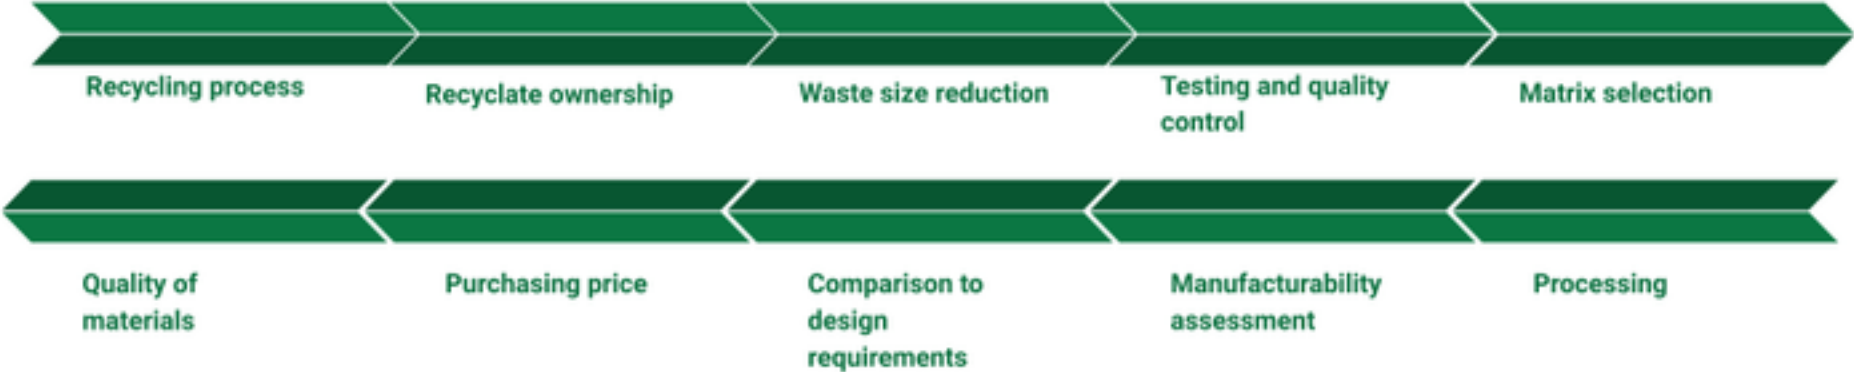 Recycling process
Recyclate ownership
Waste size reduction
Testing and quality
control
Matrix selection
Quality of
materials
Purchasing price
Comparison to
design
requirements
Manufacturability
assessment
Processing